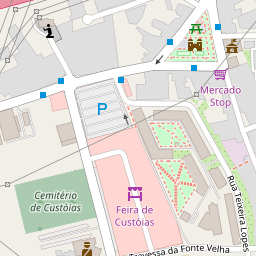 P
Mercado
Stop
Cemitério
de Custóias
Feira de
Custóias
Rua Teixeira Lopes
Travessa da Fonte Velha